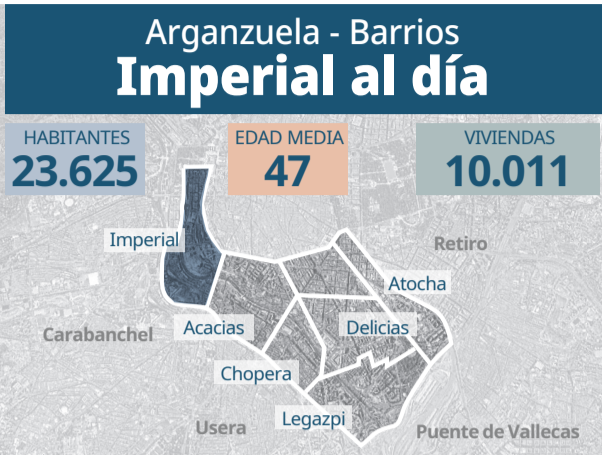 Arganzuela - Barrios
Imperial al día
HABITANTES
23.625
EDAD MEDIA
47
VIVIENDAS
10.011
Imperial
Retiro
Atocha
Acacias
Delicias
Carabanchel
Chopera
Legazpi
Usera
Puente de Vallecas